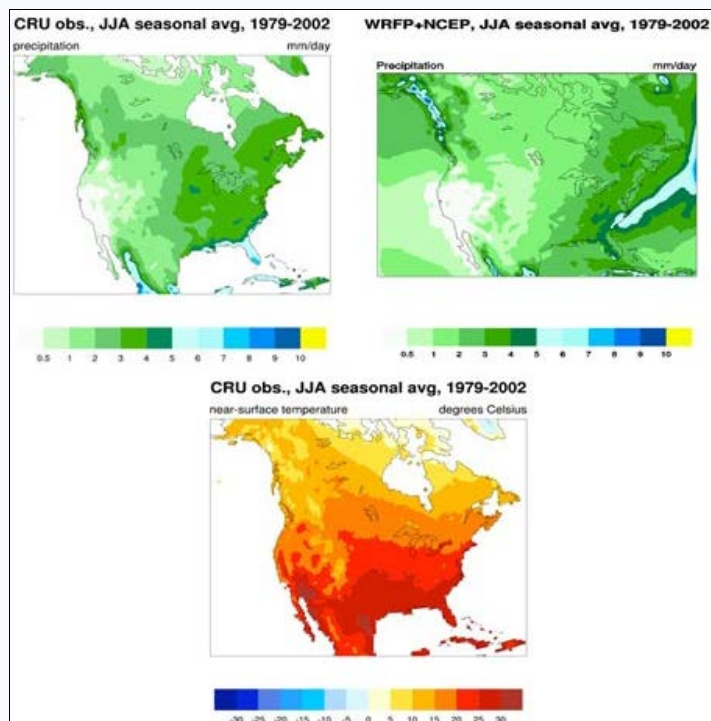 CRU obs., JJA seasonal avg, 1979-2002
precipitation mm/day
0.5 1 2 3 4 5 6 7 8 9 10
WRFP+NCEP, JJA seasonal avg, 1979-2002
Precipitation mm/day
0.5 1 2 3 4 5 6 7 8 9 10
CRU obs., JJA seasonal avg, 1979-2002
near-surface temperature degrees Celsius
-30 -25 -20 -15 -10 -5 0 5 10 15 20 25 30